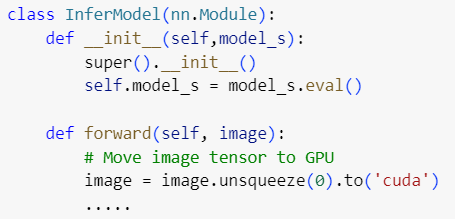 class InferModel(nn.Module):
    def __init__(self,model_s):
        super().__init__()
        self.model_s = model_s.eval()

    def forward(self, image):
        # Move image tensor to GPU
        image = image.unsqueeze(0).to('cuda')
        .....